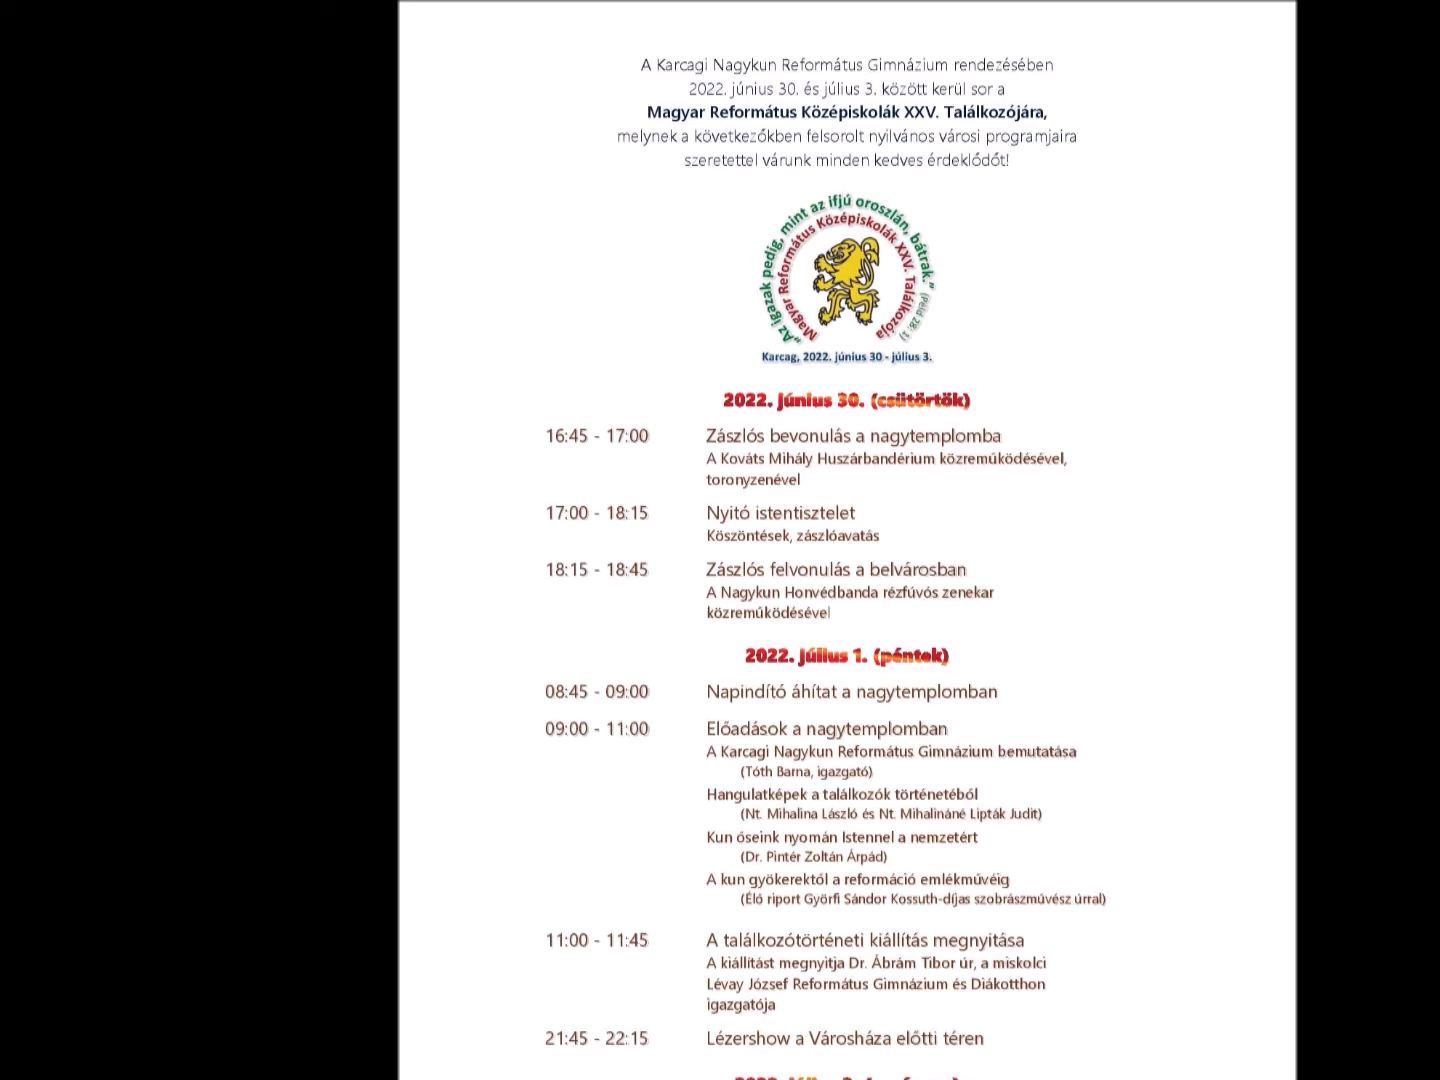 A Karcagi Nagykun Református Gimnázium rendezésében
2022. június 30. és július 3. között kerül sor a
Magyar Református Középiskolák XXV. Találkozójára,
melynek a következőkben felsorolt nyilvános városi programjaira
szeretettel várunk minden kedves érdeklődőt!
„Az igazak pedig, mint az ifjú oroszlán, bátrak.” (Péld 28:1)
Magyar Református Középiskolák XXV. Találkozója
Karcag, 2022. június 30 - július 3.
2022. június 30. (csütörtök)
16:45 - 17:00 Zászlós bevonulás a nagytemplomba
A Kováts Mihály Huszárbandérium közreműködésével,
toronyzenével
17:00 - 18:15 Nyitó istentisztelet
Köszöntések, zászlóavatás
18:15 - 18:45 Zászlós felvonulás a belvárosban
A Nagykun Honvédbanda rézfúvós zenekar
közreműködésével
2022. július 1. (péntek)
08:45 - 09:00 Napindító áhítat a nagytemplomban
09:00 - 11:00 Előadások a nagytemplomban
A Karcagi Nagykun Református Gimnázium bemutatása
(Tóth Barna, igazgató)
Hangulatképek a találkozók történetéből
(Nt. Mihalina László és Nt. Mihalináné Lipták Judit)
Kun őseink nyomán Istennel a nemzetért
(Dr. Pintér Zoltán Árpád)
A kun gyökerektől a reformáció emlékművéig
(Élő riport Györfi Sándor Kossuth-díjas szobrászművész úrral)
11:00 - 11:45 A találkozótörténeti kiállítás megnyitása
A kiállítást megnyitja Dr. Ábrám Tibor úr, a miskolci
Lévay József Református Gimnázium és Diákotthon
igazgatója
21:45 - 22:15 Lézershow a Városháza előtti téren